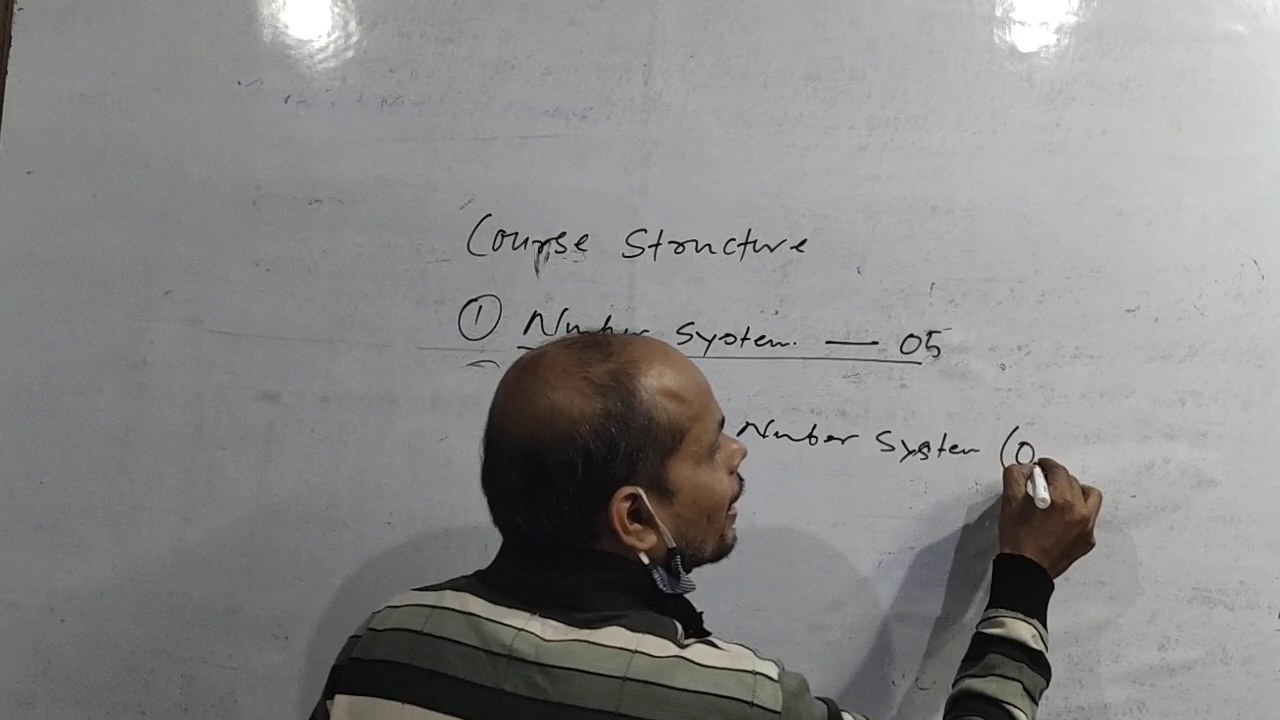 Course Structure
① Number System. — 05
Number System (0